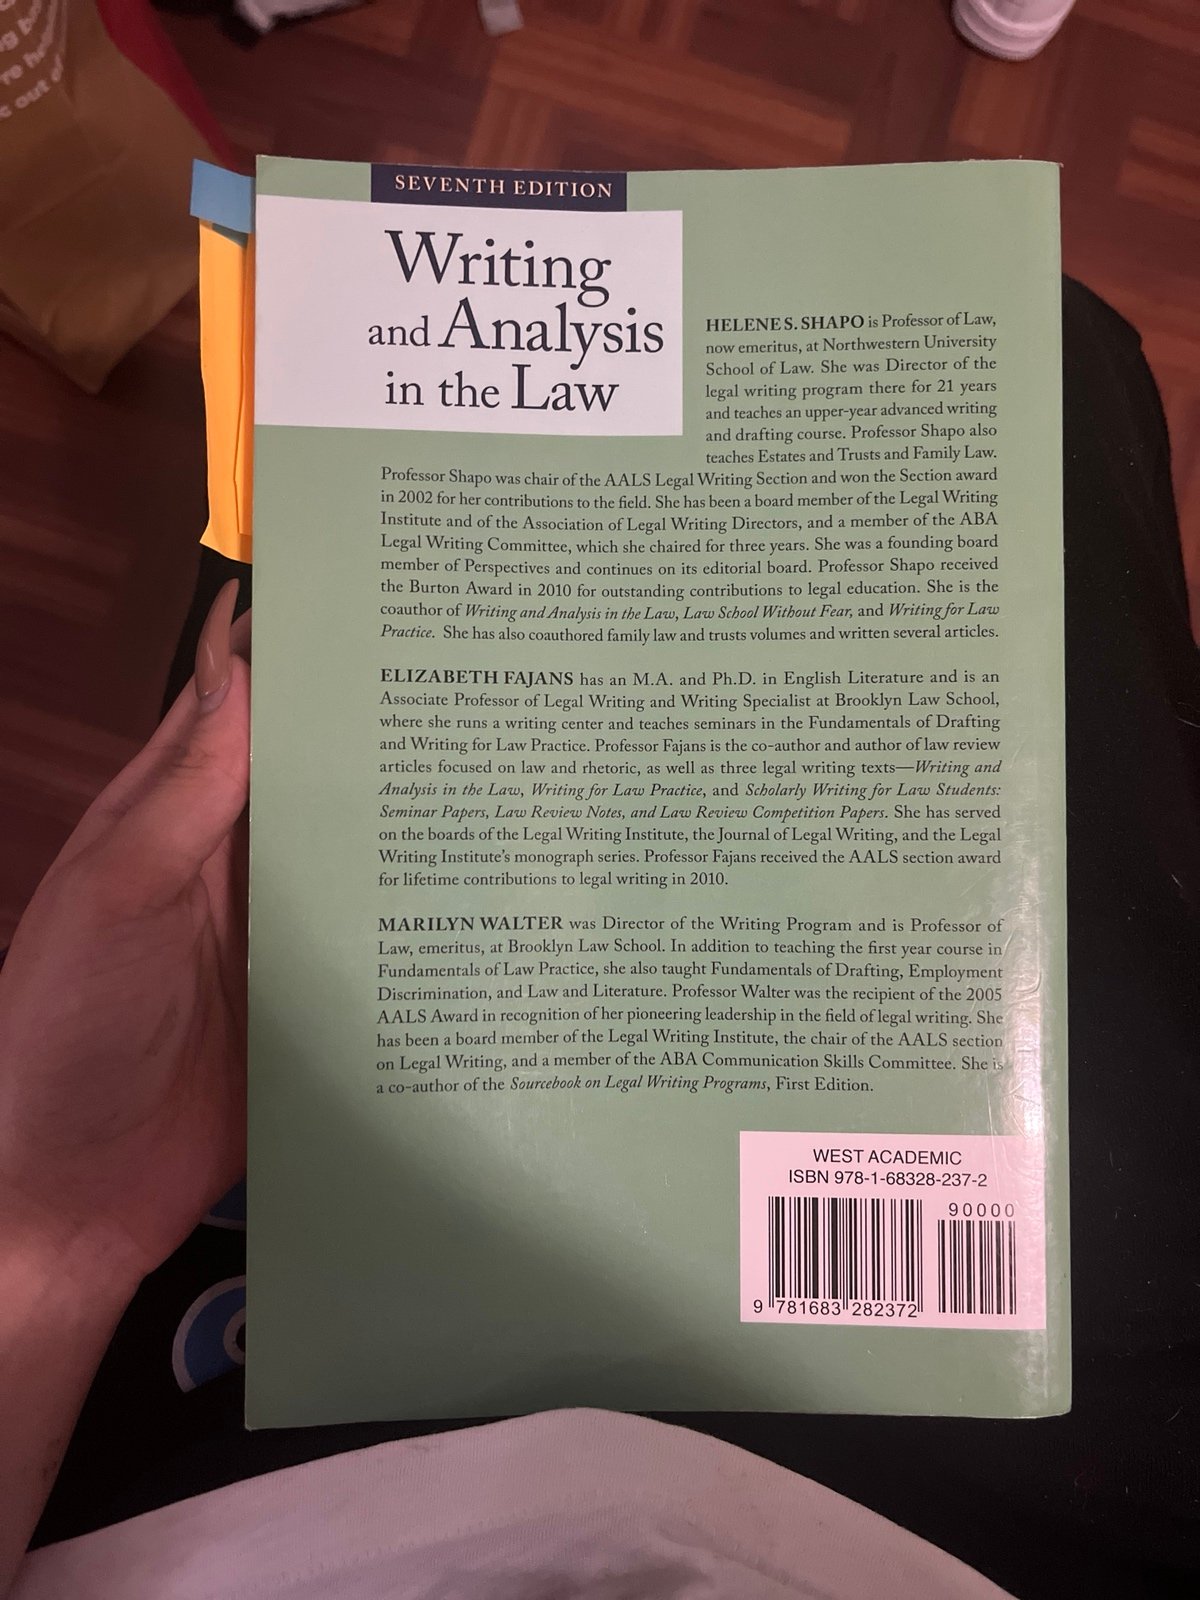 SEVENTH EDITION
Writing
and Analysis
in the Law
HELENE S. SHAPO is Professor of Law,
now emeritus, at Northwestern University
School of Law. She was Director of the
legal writing program there for 21 years
and teaches an upper-year advanced writing
and drafting course. Professor Shapo also
teaches Estates and Trusts and Family Law.
Professor Shapo was chair of the AALS Legal Writing Section and won the Section award
in 2002 for her contributions to the field. She has been a board member of the Legal Writing
Institute and of the Association of Legal Writing Directors, and a member of the ABA
Legal Writing Committee, which she chaired for three years. She was a founding board
member of Perspectives and continues on its editorial board. Professor Shapo received
the Burton Award in 2010 for outstanding contributions to legal education. She is the
coauthor of Writing and Analysis in the Law, Law School Without Fear, and Writing for Law
Practice. She has also coauthored family law and trusts volumes and written several articles.
ELIZABETH FAJANS has an M.A. and Ph.D. in English Literature and is an
Associate Professor of Legal Writing and Writing Specialist at Brooklyn Law School,
where she runs a writing center and teaches seminars in the Fundamentals of Drafting
and Writing for Law Practice. Professor Fajans is the co-author and author of law review
articles focused on law and rhetoric, as well as three legal writing texts—Writing and
Analysis in the Law, Writing for Law Practice, and Scholarly Writing for Law Students:
Seminar Papers, Law Review Notes, and Law Review Competition Papers. She has served
on the boards of the Legal Writing Institute, the Journal of Legal Writing, and the Legal
Writing Institute's monograph series. Professor Fajans received the AALS section award
for lifetime contributions to legal writing in 2010.
MARILYN WALTER was Director of the Writing Program and is Professor of
Law, emeritus, at Brooklyn Law School. In addition to teaching the first year course in
Fundamentals of Law Practice, she also taught Fundamentals of Drafting, Employment
Discrimination, and Law and Literature. Professor Walter was the recipient of the 2005
AALS Award in recognition of her pioneering leadership in the field of legal writing. She
has been a board member of the Legal Writing Institute, the chair of the AALS section
on Legal Writing, and a member of the ABA Communication Skills Committee. She is
a co-author of the Sourcebook on Legal Writing Programs, First Edition.
WEST ACADEMIC
ISBN 978-1-68328-237-2
90000
9 781683 282372
out of